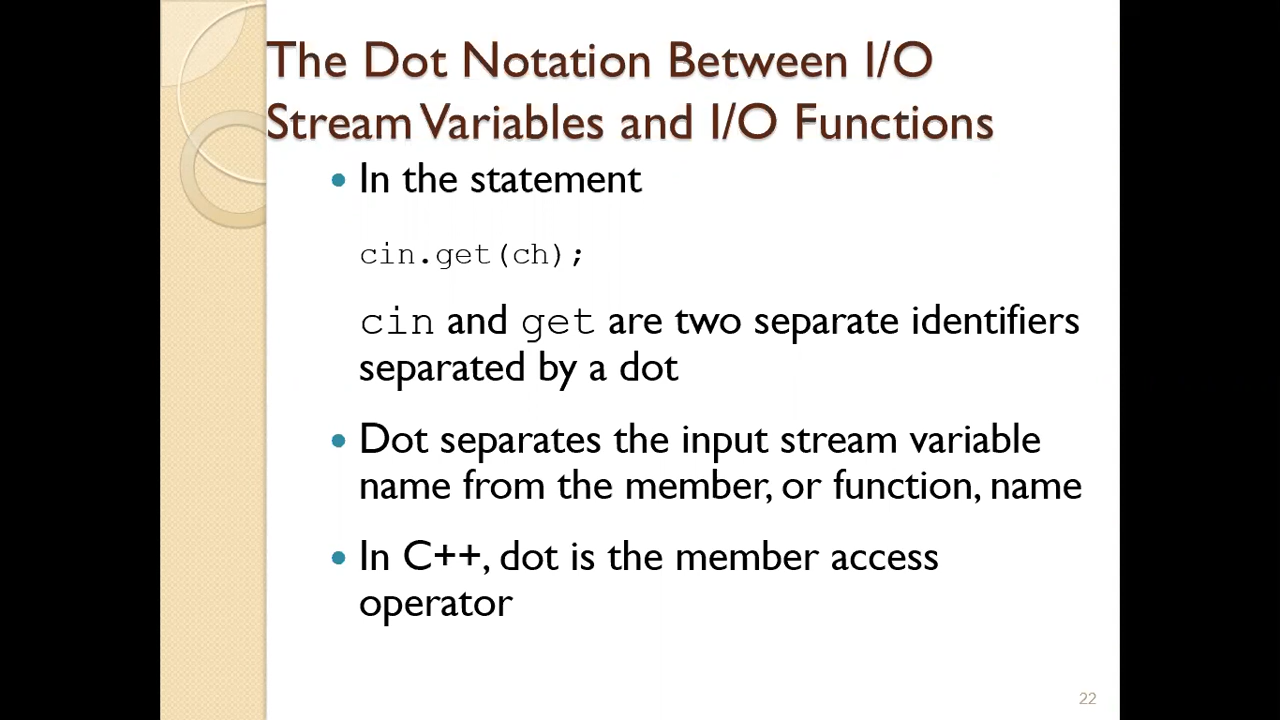 The Dot Notation Between I/O
Stream Variables and I/O Functions
• In the statement
cin.get(ch);
cin and get are two separate identifiers
separated by a dot
• Dot separates the input stream variable
name from the member, or function, name
• In C++, dot is the member access
operator
22